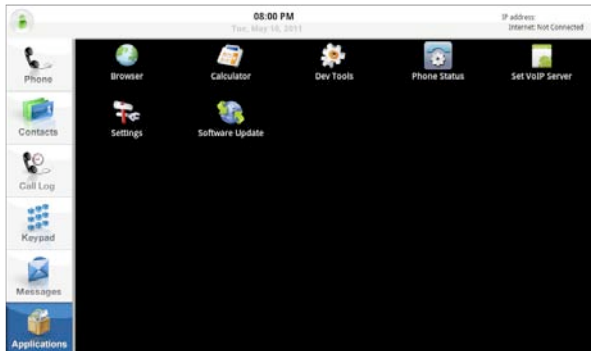 08:00 PM
Tue, May 10, 2011
IP address:
Internet: Not Connected
Phone
Contacts
Call Log
Keypad
Messages
Applications
Browser
Calculator
Dev Tools
Phone Status
Set VoIP Server
Settings
Software Update